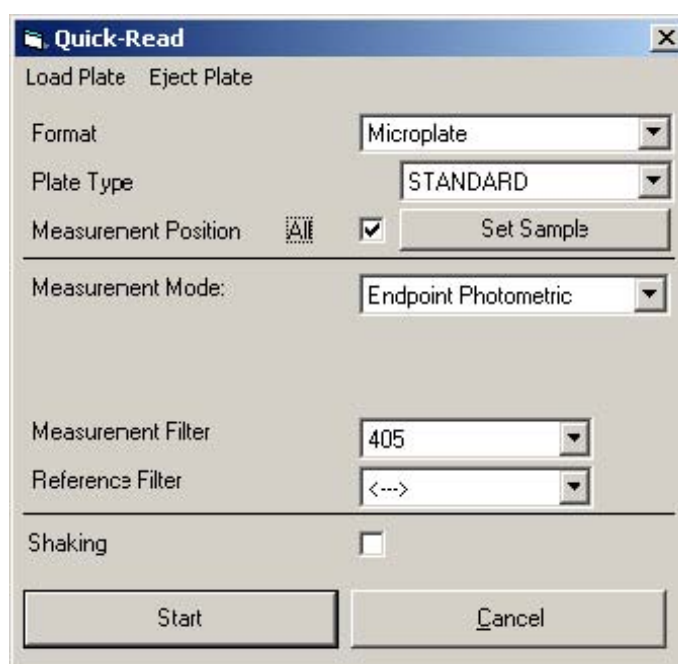 Quick-Read
Load Plate Eject Plate
Format Microplate
Plate Type STANDARD
Measurement Position All Set Sample
Measurement Mode: Endpoint Photometric
Measurement Filter 405
Reference Filter <--->
Shaking
Start Cancel